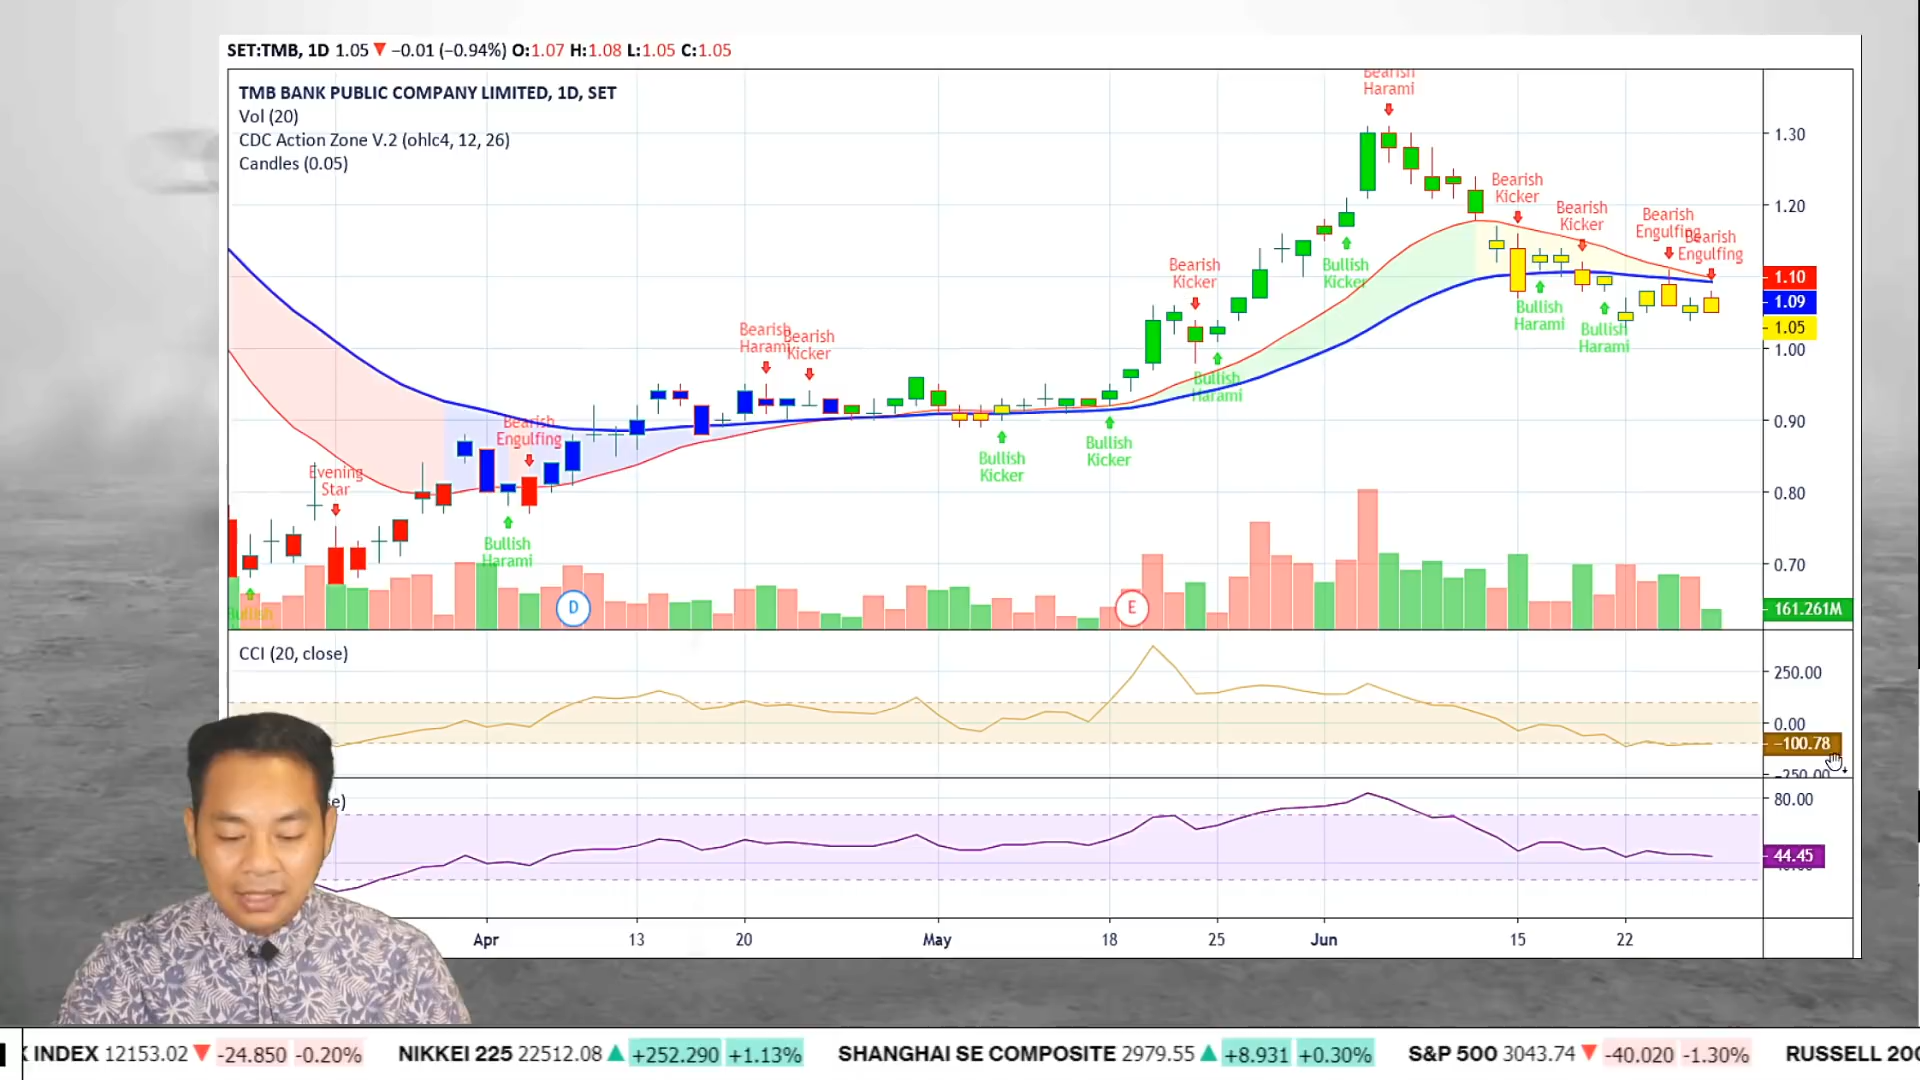 SET:TMB, 1D 1.05 ▼ −0.01 (−0.94%) O:1.07 H:1.08 L:1.05 C:1.05
TMB BANK PUBLIC COMPANY LIMITED, 1D, SET
Vol (20)
CDC Action Zone V.2 (ohlc4, 12, 26)
Candles (0.05)
Bearish
Harami
Bearish
Kicker
Bearish
Kicker
Bearish
Engulfing
Bearish
Engulfing
Bearish
Kicker
Bullish
Kicker
Bullish
Harami
Bullish
Harami
Bearish
Harami
Bearish
Kicker
Bullish
Harami
Bearish
Engulfing
Bullish
Kicker
Bullish
Kicker
Evening
Star
Bullish
Harami
Bullish
D
E
1.30
1.20
1.10
1.09
1.05
1.00
0.90
0.80
0.70
161.261M
CCI (20, close)
250.00
0.00
−100.78
−250.00
se)
80.00
44.45
Apr 13 20 May 18 25 Jun 15 22
X INDEX 12153.02 ▼ -24.850 -0.20% NIKKEI 225 22512.08 ▲ +252.290 +1.13% SHANGHAI SE COMPOSITE 2979.55 ▲ +8.931 +0.30% S&P 500 3043.74 ▼ -40.020 -1.30% RUSSELL 200